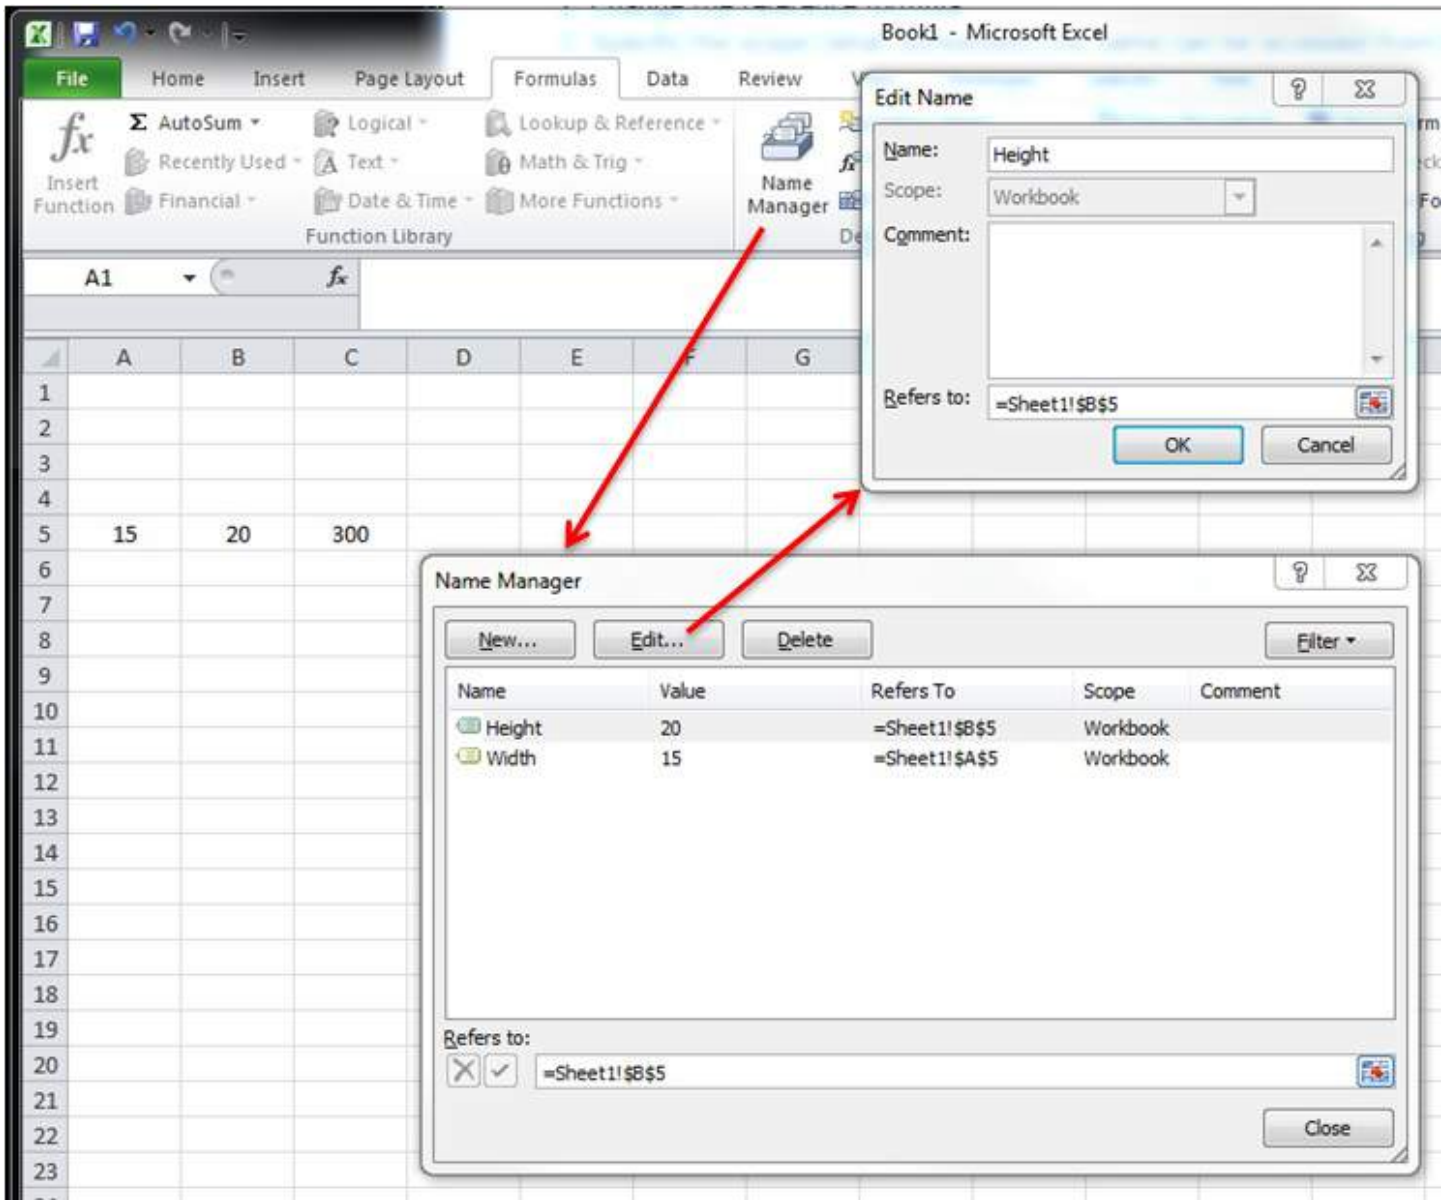 Book1 - Microsoft Excel
File Home Insert Page Layout Formulas Data Review
fx
Insert
Function
Σ AutoSum
Recently Used
Financial
Logical
A Text
Date & Time
Lookup & Reference
θ Math & Trig
More Functions
Function Library
Name
Manager
A1
fx
A B C D E F G
1
2
3
4
5 15 20 300
6
7
8
9
10
11
12
13
14
15
16
17
18
19
20
21
22
23
Edit Name
Name: Height
Scope: Workbook
Comment:
Refers to: =Sheet1!$B$5
OK Cancel
Name Manager
New... Edit... Delete Filter
Name Value Refers To Scope Comment
Height 20 =Sheet1!$B$5 Workbook
Width 15 =Sheet1!$A$5 Workbook
Refers to:
=Sheet1!$B$5
Close